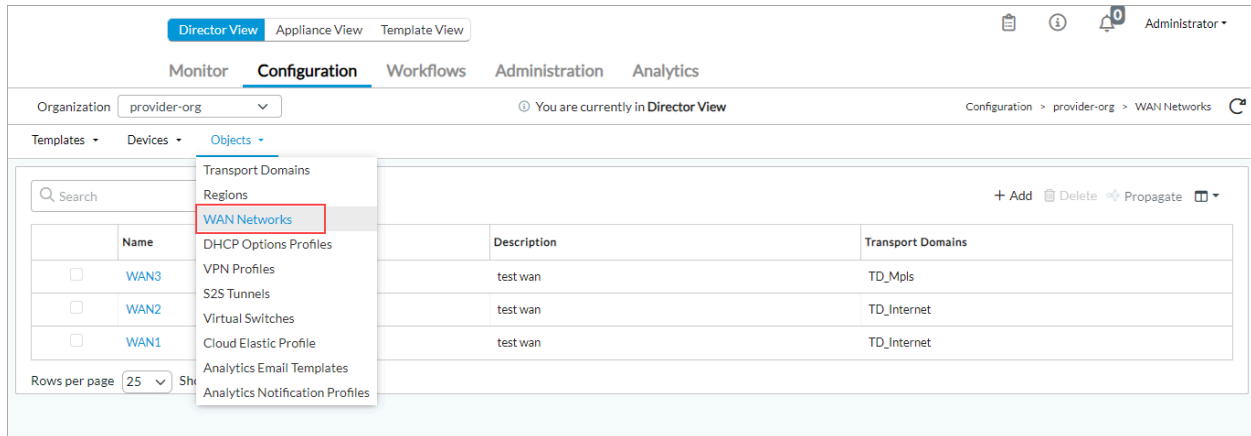 Director View Appliance View Template View 0 Administrator
Monitor Configuration Workflows Administration Analytics
Organization provider-org You are currently in Director View Configuration > provider-org > WAN Networks
Templates Devices Objects
Transport Domains
Search Regions + Add Delete Propagate
WAN Networks
Name DHCP Options Profiles Description Transport Domains
VPN Profiles
WAN3 test wan TD_Mpls
S2S Tunnels
WAN2 Virtual Switches test wan TD_Internet
WAN1 Cloud Elastic Profile test wan TD_Internet
Analytics Email Templates
Rows per page 25 Sho
Analytics Notification Profiles